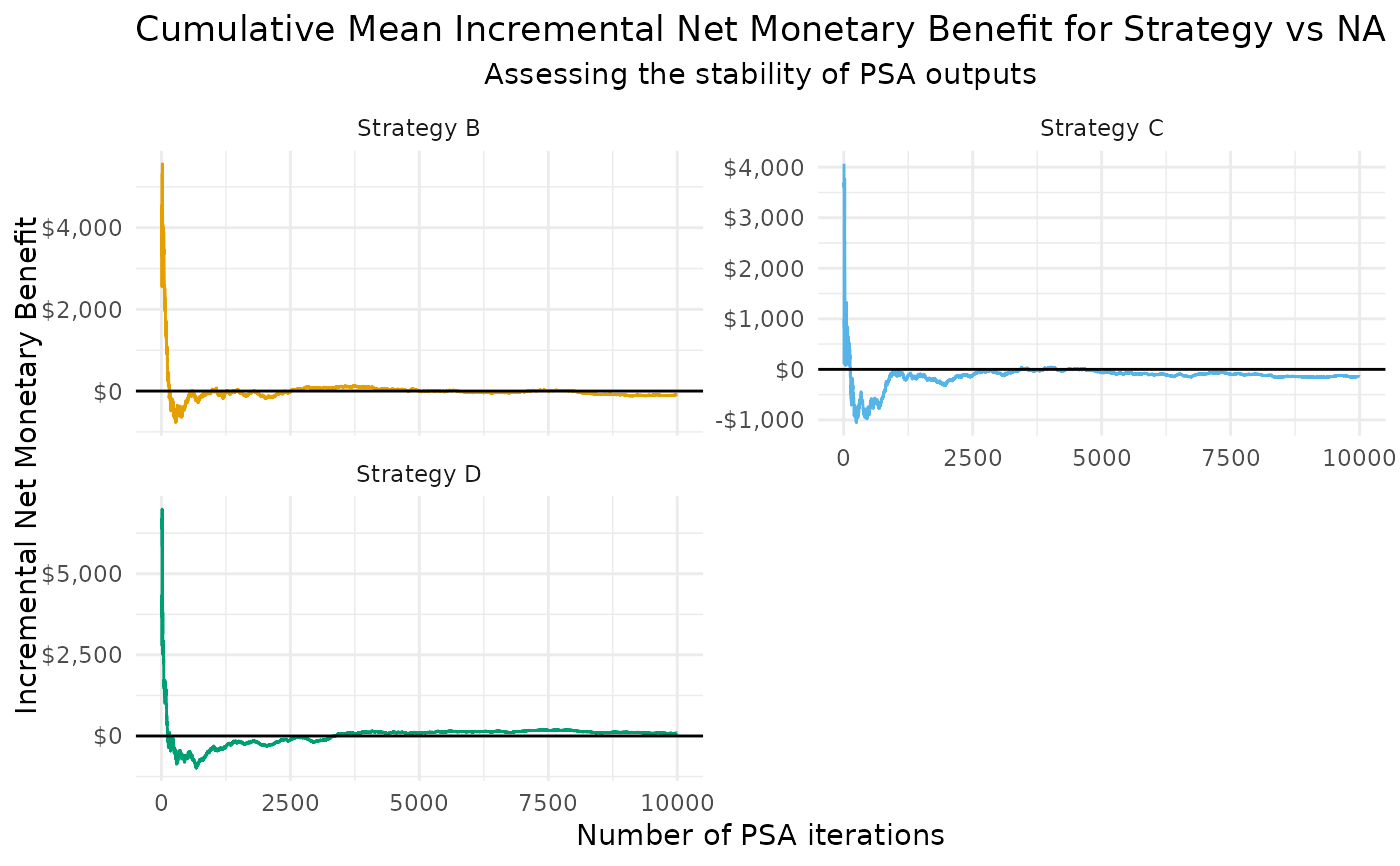 Cumulative Mean Incremental Net Monetary Benefit for Strategy vs NA
Assessing the stability of PSA outputs
Incremental Net Monetary Benefit
Strategy B
$4,000
$2,000
$0
Strategy C
$4,000
$3,000
$2,000
$1,000
$0
-$1,000
0 2500 5000 7500 10000
Strategy D
$5,000
$2,500
$0
0 2500 5000 7500 10000
Number of PSA iterations